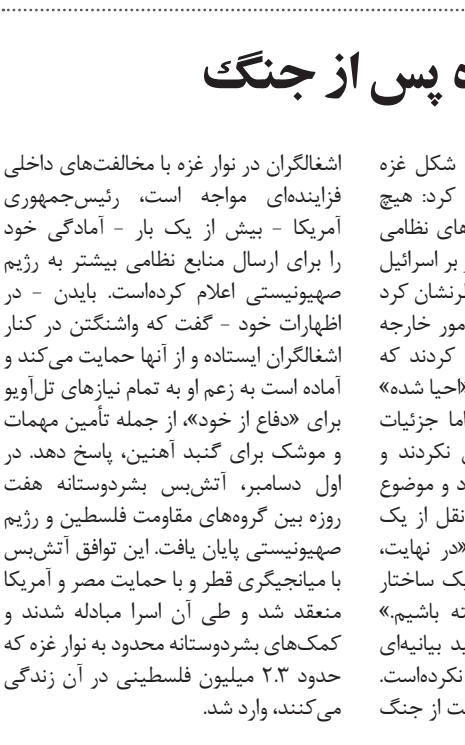 ه پس از جنگ
شکل غزه
کرد: هیچ
های نظامی
بر اسرائیل
مور خارجه
کردند که
«احیا شده»
اما جزئیات
نکردند و
د و موضوع
نقل از یک
«در نهایت،
یک ساختار
ته باشیم.»
ید بیانیه‌ای
نکرده‌است.
ت از جنگ
اشغالگران در نوار غزه با مخالفت‌های داخلی
فزاینده‌ای مواجه است، رئیس‌جمهوری
آمریکا - بیش از یک بار - آمادگی خود
را برای ارسال منابع نظامی بیشتر به رژیم
صهیونیستی اعلام کرده‌است. بایدن - در
اظهارات خود - گفت که واشنگتن در کنار
اشغالگران ایستاده و از آنها حمایت می‌کند و
آماده است به زعم او به تمام نیازهای تل‌آویو
برای «دفاع از خود»، از جمله تأمین مهمات
و موشک برای گنبد آهنین، پاسخ دهد. در
اول دسامبر، آتش‌بس بشردوستانه هفت
روزه بین گروه‌های مقاومت فلسطین و رژیم
صهیونیستی پایان یافت. این توافق آتش‌بس
با میانجیگری قطر و با حمایت مصر و آمریکا
منعقد شد و طی آن اسرا مبادله شدند و
کمک‌های بشردوستانه محدود به نوار غزه که
حدود ۲.۳ میلیون فلسطینی در آن زندگی
می‌کنند، وارد شد.